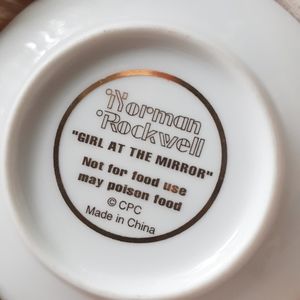 Norman
Rockwell
"GIRL AT THE MIRROR"
Not for food use
may poison food
© CPC
Made in China